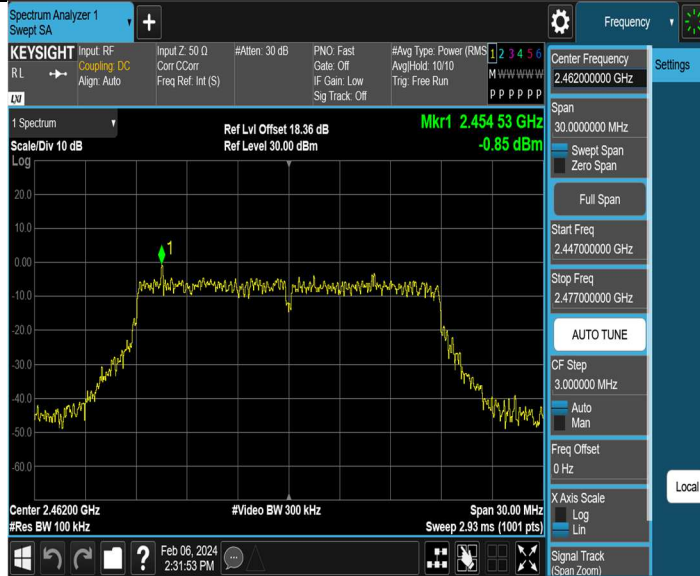 Spectrum Analyzer 1
Swept SA
+
Frequency
KEYSIGHT
RL
LXI
Input: RF
Coupling: DC
Align: Auto
Input Z: 50 Ω
Corr CCorr
Freq Ref: Int (S)
#Atten: 30 dB
PNO: Fast
Gate: Off
IF Gain: Low
Sig Track: Off
#Avg Type: Power (RMS
Avg|Hold: 10/10
Trig: Free Run
1 2 3 4 5 6
M W W W W W
P P P P P P
1 Spectrum
Scale/Div 10 dB
Log
Ref Lvl Offset 18.36 dB
Ref Level 30.00 dBm
Mkr1 2.454 53 GHz
-0.85 dBm
20.0
10.0
0.00
-10.0
-20.0
-30.0
-40.0
-50.0
-60.0
1
Center 2.46200 GHz
#Res BW 100 kHz
#Video BW 300 kHz
Span 30.00 MHz
Sweep 2.93 ms (1001 pts)
?
Feb 06, 2024
2:31:53 PM
Center Frequency
2.462000000 GHz
Span
30.0000000 MHz
Swept Span
Zero Span
Full Span
Start Freq
2.447000000 GHz
Stop Freq
2.477000000 GHz
AUTO TUNE
CF Step
3.000000 MHz
Auto
Man
Freq Offset
0 Hz
X Axis Scale
Log
Lin
Signal Track
(Span Zoom)
Settings
Local